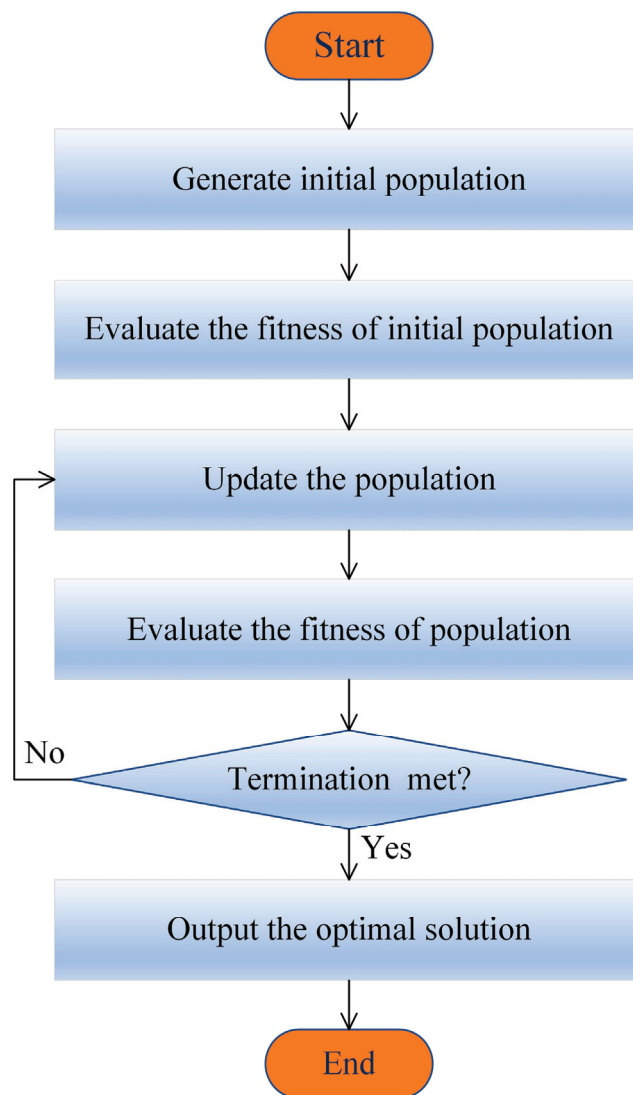 Start
Generate initial population
Evaluate the fitness of initial population
Update the population
Evaluate the fitness of population
No
Termination met?
Yes
Output the optimal solution
End